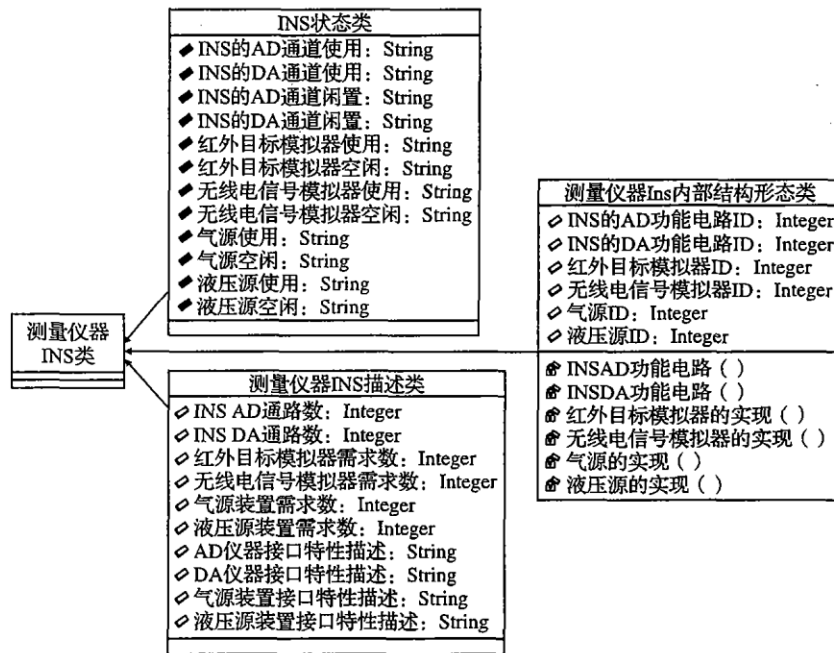 INS状态类
INS的AD通道使用：String
INS的DA通道使用：String
INS的AD通道闲置：String
INS的DA通道闲置：String
红外目标模拟器使用：String
红外目标模拟器空闲：String
无线电信号模拟器使用：String
无线电信号模拟器空闲：String
气源使用：String
气源空闲：String
液压源使用：String
液压源空闲：String
测量仪器
INS类
测量仪器Ins内部结构形态类
INS的AD功能电路ID：Integer
INS的DA功能电路ID：Integer
红外目标模拟器ID：Integer
无线电信号模拟器ID：Integer
气源ID：Integer
液压源ID：Integer
INSAD功能电路（ ）
INSDA功能电路（ ）
红外目标模拟器的实现（ ）
无线电信号模拟器的实现（ ）
气源的实现（ ）
液压源的实现（ ）
测量仪器INS描述类
INS AD通路数：Integer
INS DA通路数：Integer
红外目标模拟器需求数：Integer
无线电信号模拟器需求数：Integer
气源装置需求数：Integer
液压源装置需求数：Integer
AD仪器接口特性描述：String
DA仪器接口特性描述：String
气源装置接口特性描述：String
液压源装置接口特性描述：String